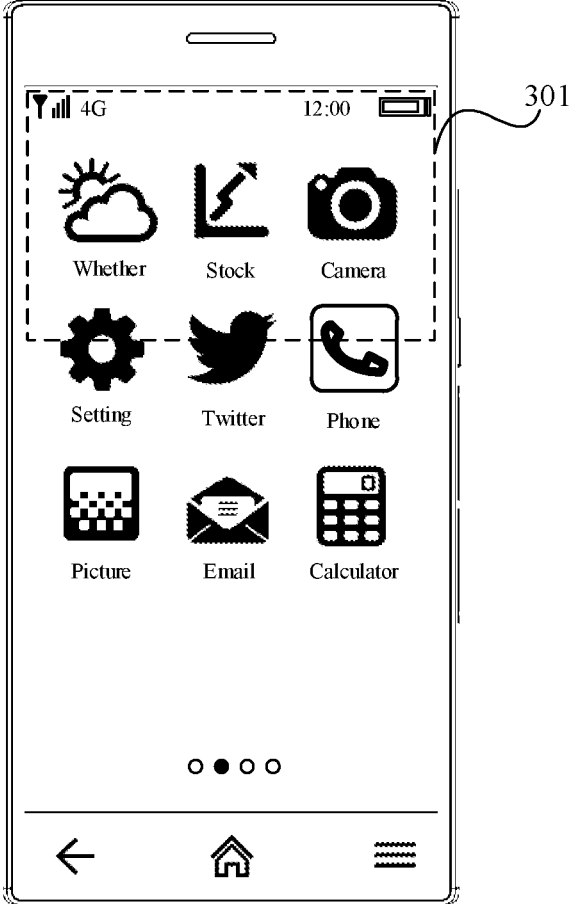 4G 12:00
301
Whether Stock Camera
Setting Twitter Phone
Picture Email Calculator